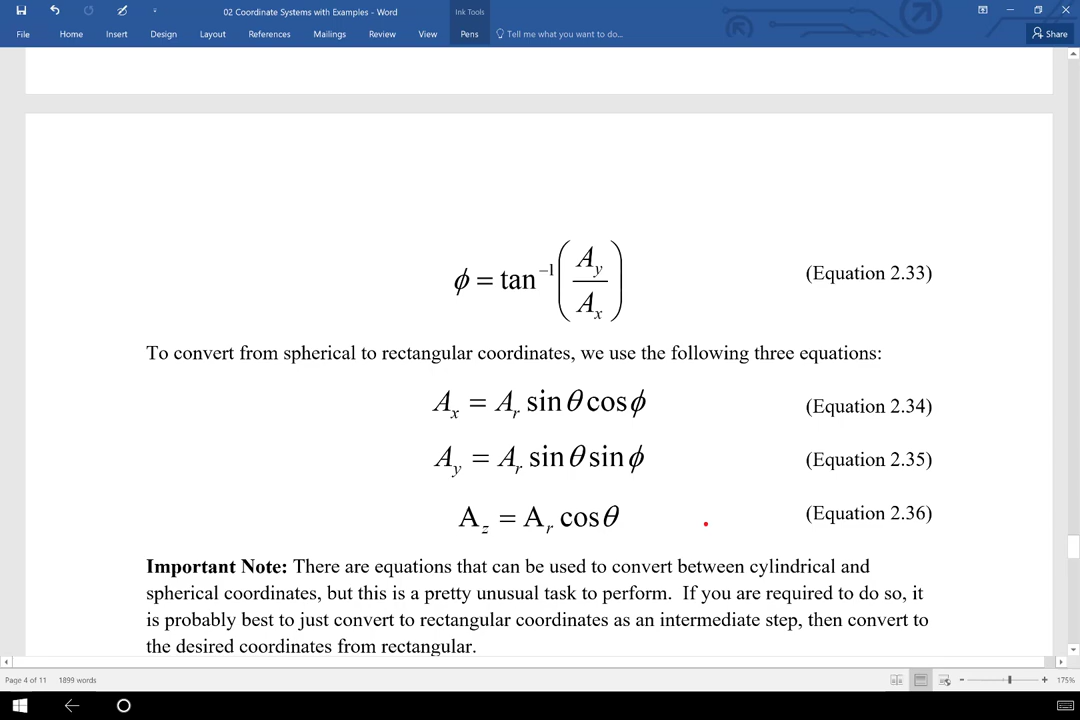 02 Coordinate Systems with Examples - Word
Ink Tools
File Home Insert Design Layout References Mailings Review View Pens Tell me what you want to do... Share
ϕ = tan⁻¹(A_y/A_x) (Equation 2.33)
To convert from spherical to rectangular coordinates, we use the following three equations:
A_x = A_r sin θ cos ϕ (Equation 2.34)
A_y = A_r sin θ sin ϕ (Equation 2.35)
A_z = A_r cos θ (Equation 2.36)
Important Note: There are equations that can be used to convert between cylindrical and
spherical coordinates, but this is a pretty unusual task to perform. If you are required to do so, it
is probably best to just convert to rectangular coordinates as an intermediate step, then convert to
the desired coordinates from rectangular.
Page 4 of 11 1899 words 175%